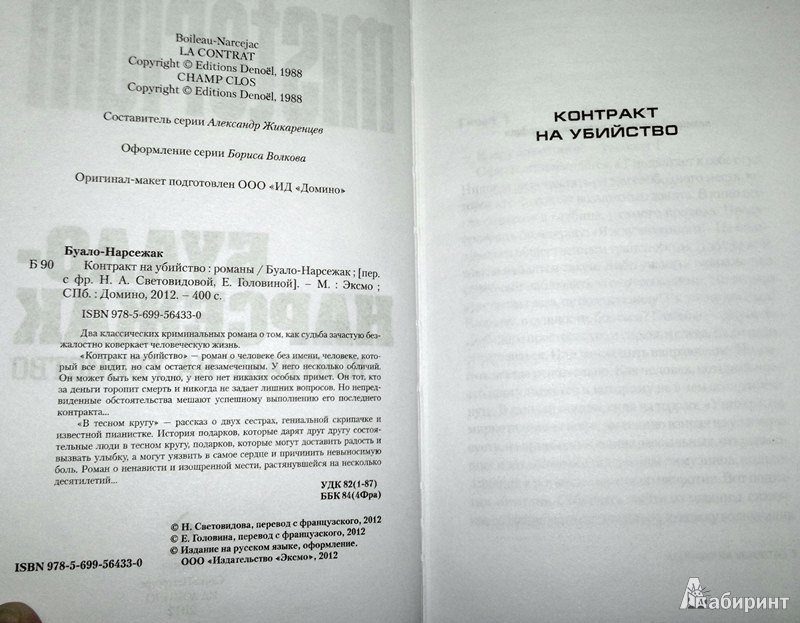 Boileau-Narcejac
LA CONTRAT
Copyright © Editions Denoël, 1988
CHAMP CLOS
Copyright © Editions Denoël, 1988
Составитель серии Александр Жикаренцев
Оформление серии Бориса Волкова
Оригинал-макет подготовлен ООО «ИД «Домино»
Буало-Нарсежак
Б 90 Контракт на убийство : романы / Буало-Нарсежак ; [пер.
с фр. Н. А. Световидовой, Е. Головиной]. – М. : Эксмо ;
СПб. : Домино, 2012. – 400 с.
ISBN 978-5-699-56433-0
Два классических криминальных романа о том, как судьба зачастую без-
жалостно коверкает человеческую жизнь.
«Контракт на убийство» — роман о человеке без имени, человеке, кото-
рый все видит, но сам остается незамеченным. У него несколько обличий.
Он может быть кем угодно, у него нет никаких особых примет. Он тот, кто
за деньги торопит смерть и никогда не задает лишних вопросов. Но непред-
виденные обстоятельства мешают успешному выполнению его последнего
контракта...
«В тесном кругу» — рассказ о двух сестрах, гениальной скрипачке и
известной пианистке. История подарков, которые дарят друг другу состоя-
тельные люди в тесном кругу, подарков, которые могут доставить радость и
вызвать улыбку, а могут уязвить в самое сердце и причинить невыносимую
боль. Роман о ненависти и изощренной мести, растянувшейся на несколько
десятилетий...
УДК 82(1-87)
ББК 84(4Фра)
© Н. Световидова, перевод с французского, 2012
© Е. Головина, перевод с французского, 2012
© Издание на русском языке, оформление.
ISBN 978-5-699-56433-0 ООО «Издательство «Эксмо», 2012
КОНТРАКТ
НА УБИЙСТВО
Лабиринт